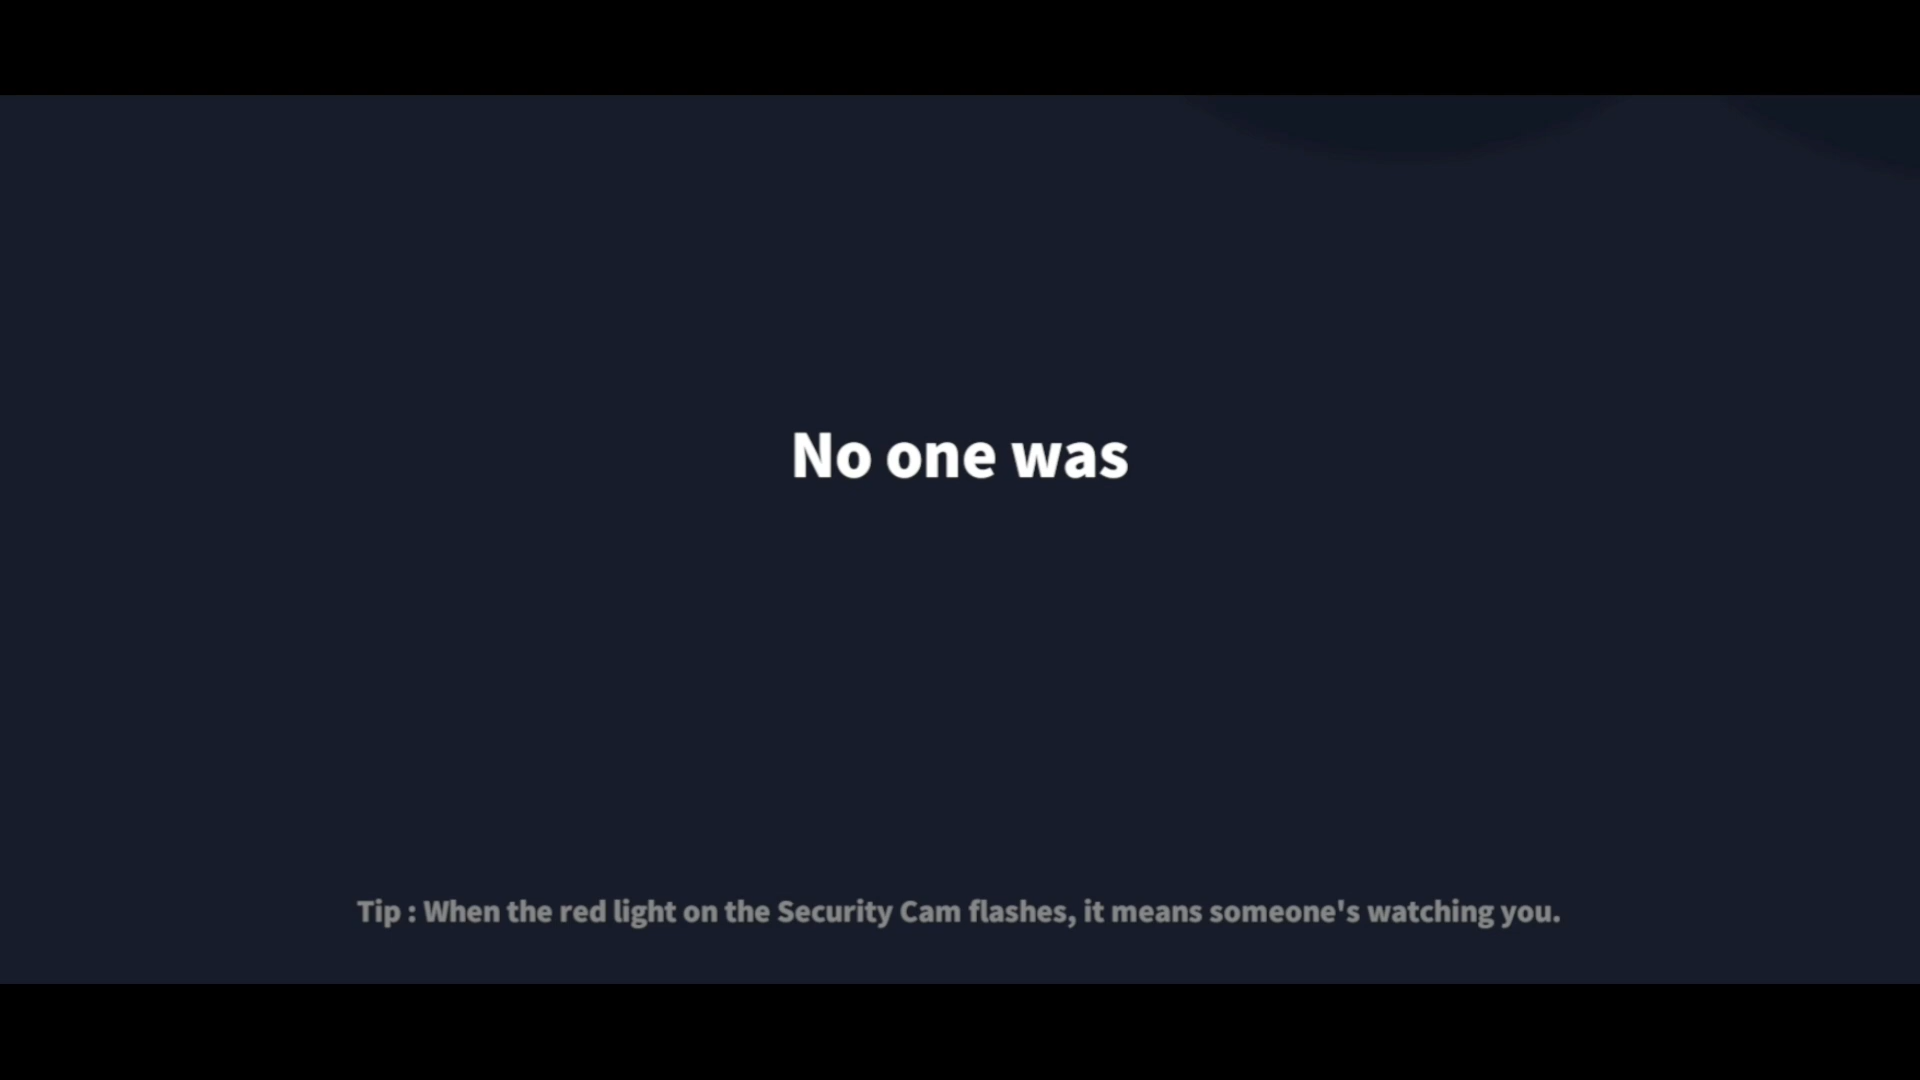 No one was
Tip : When the red light on the Security Cam flashes, it means someone's watching you.